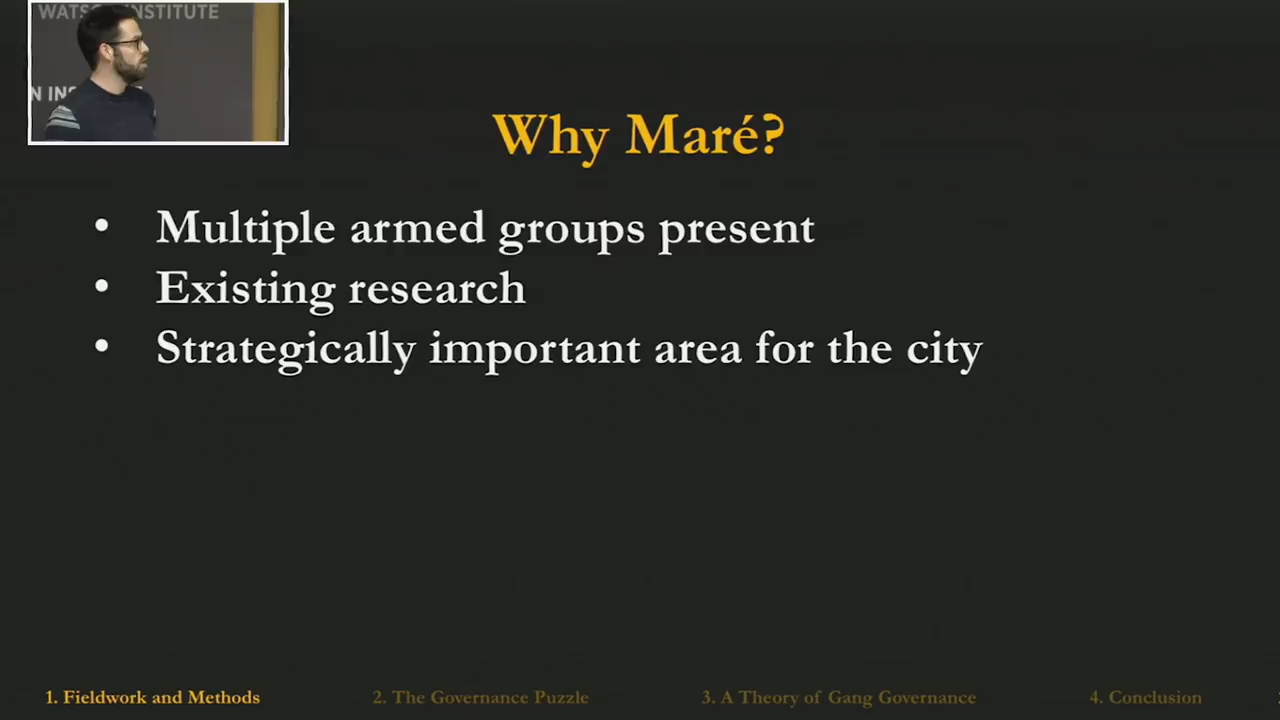 WATSON INSTITUTE
N INS
Why Maré?
• Multiple armed groups present
• Existing research
• Strategically important area for the city
1. Fieldwork and Methods
2. The Governance Puzzle
3. A Theory of Gang Governance
4. Conclusion